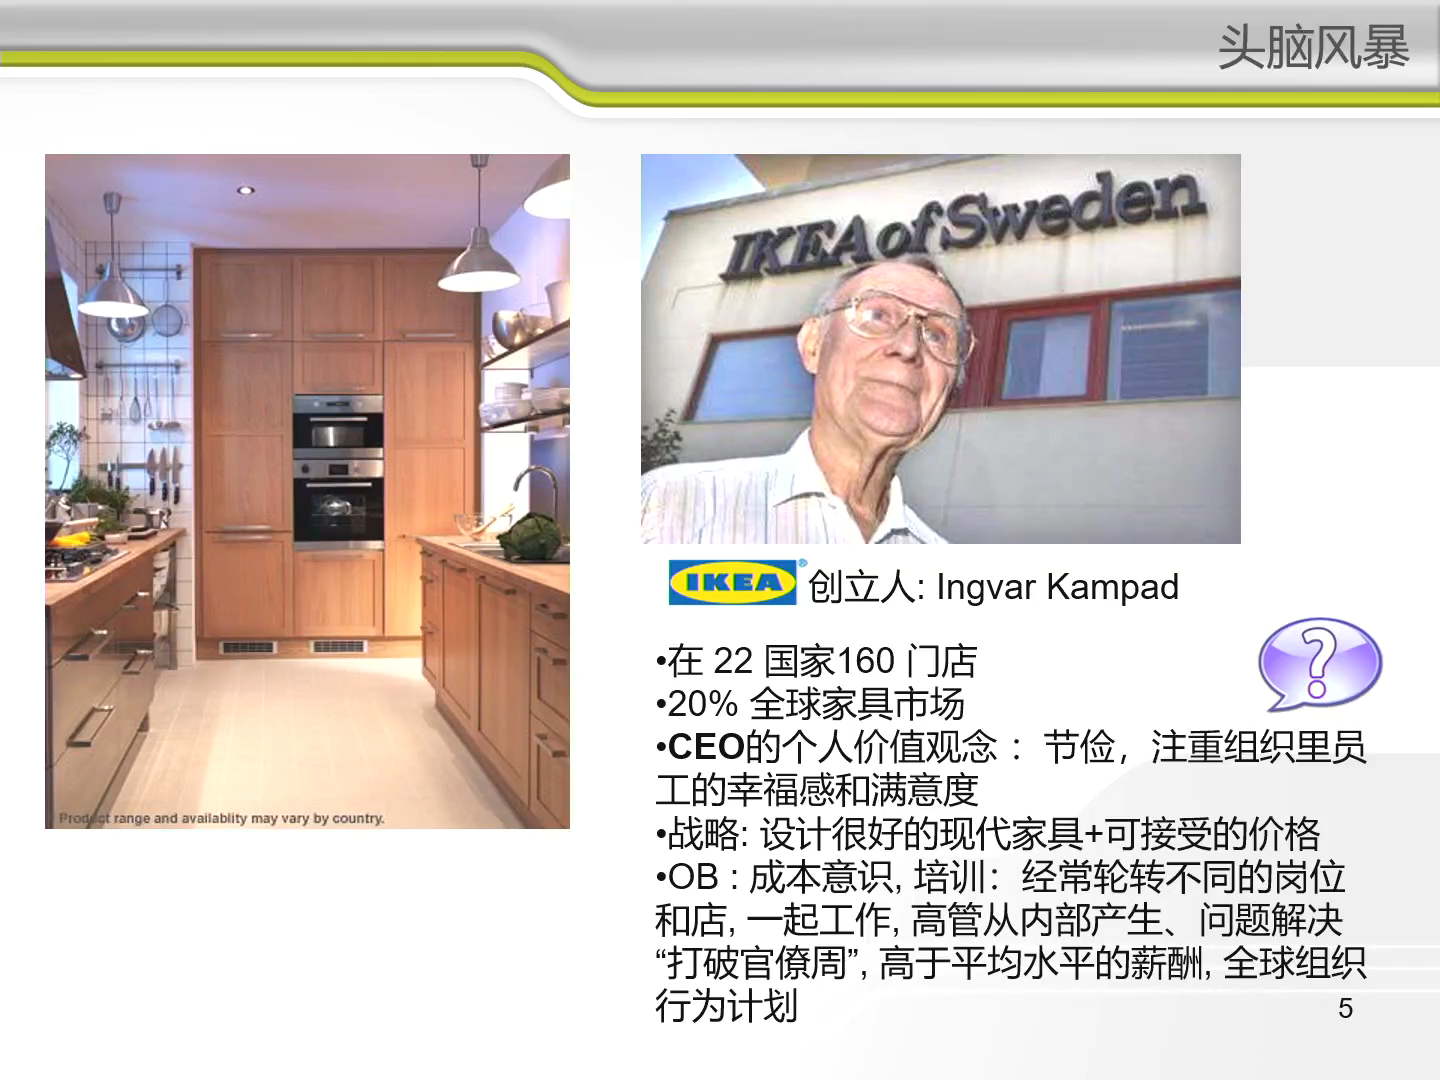 头脑风暴
IKEA of Sweden
Product range and availablity may vary by country.
IKEA® 创立人: Ingvar Kampad
•在 22 国家160 门店
•20% 全球家具市场
•CEO的个人价值观念 ：节俭，注重组织里员
工的幸福感和满意度
•战略: 设计很好的现代家具+可接受的价格
•OB : 成本意识, 培训：经常轮转不同的岗位
和店, 一起工作, 高管从内部产生、问题解决
“打破官僚周”, 高于平均水平的薪酬, 全球组织
行为计划
5